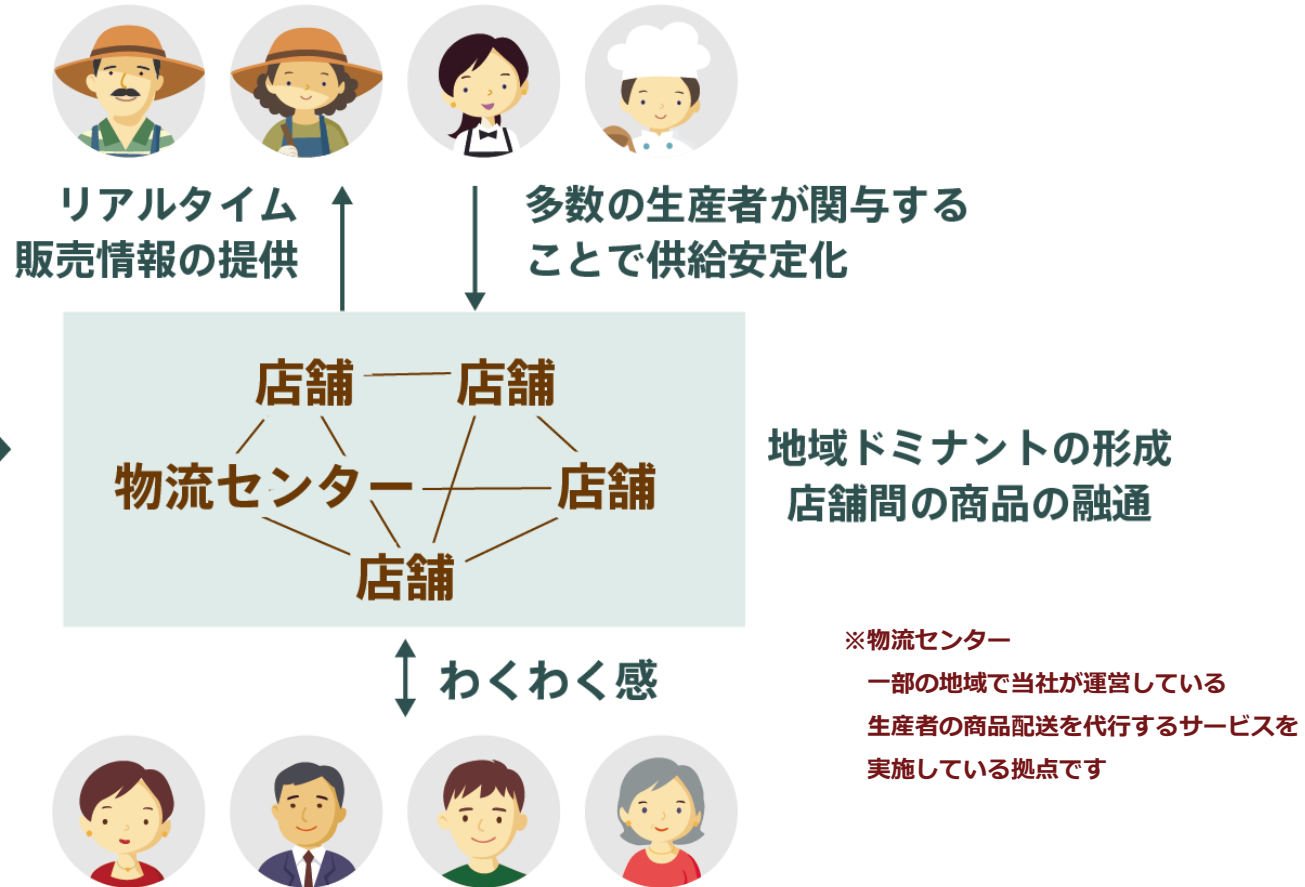 リアルタイム
販売情報の提供
多数の生産者が関与する
ことで供給安定化
店舗
店舗
物流センター
店舗
店舗
地域ドミナントの形成
店舗間の商品の融通
わくわく感
※物流センター
一部の地域で当社が運営している
生産者の商品配送を代行するサービスを
実施している拠点です